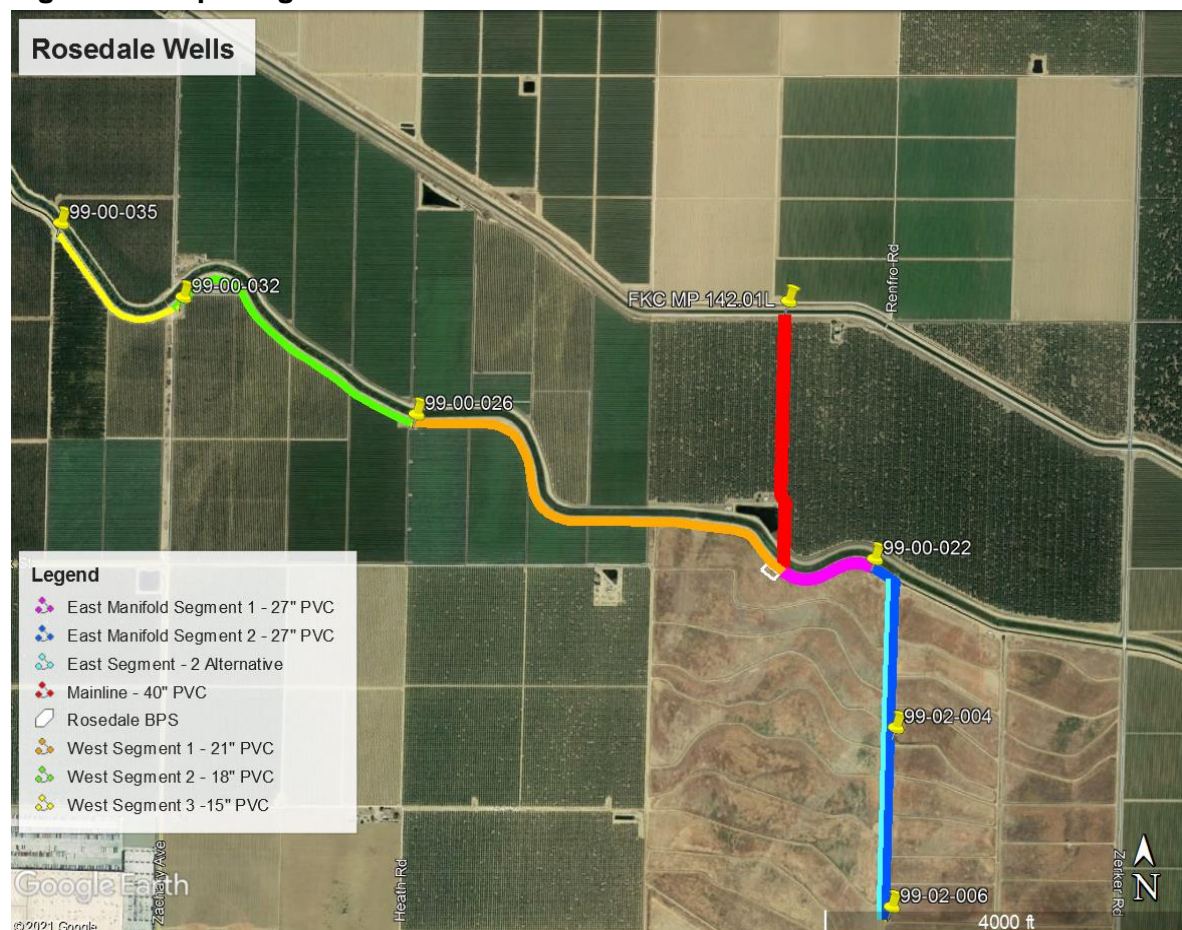 Rosedale Wells
99-00-035
99-00-032
Renfro Rd
FKC MP 142.01L
99-00-026
99-00-022
Legend
East Manifold Segment 1 - 27" PVC
East Manifold Segment 2 - 27" PVC
East Segment - 2 Alternative
Mainline - 40" PVC
Rosedale BPS
West Segment 1 - 21" PVC
West Segment 2 - 18" PVC
West Segment 3 -15" PVC
99-02-004
Zachary Ave
Heath Rd
Zerker Rd
N
Google Earth
99-02-006
4000 ft
©2021 Google